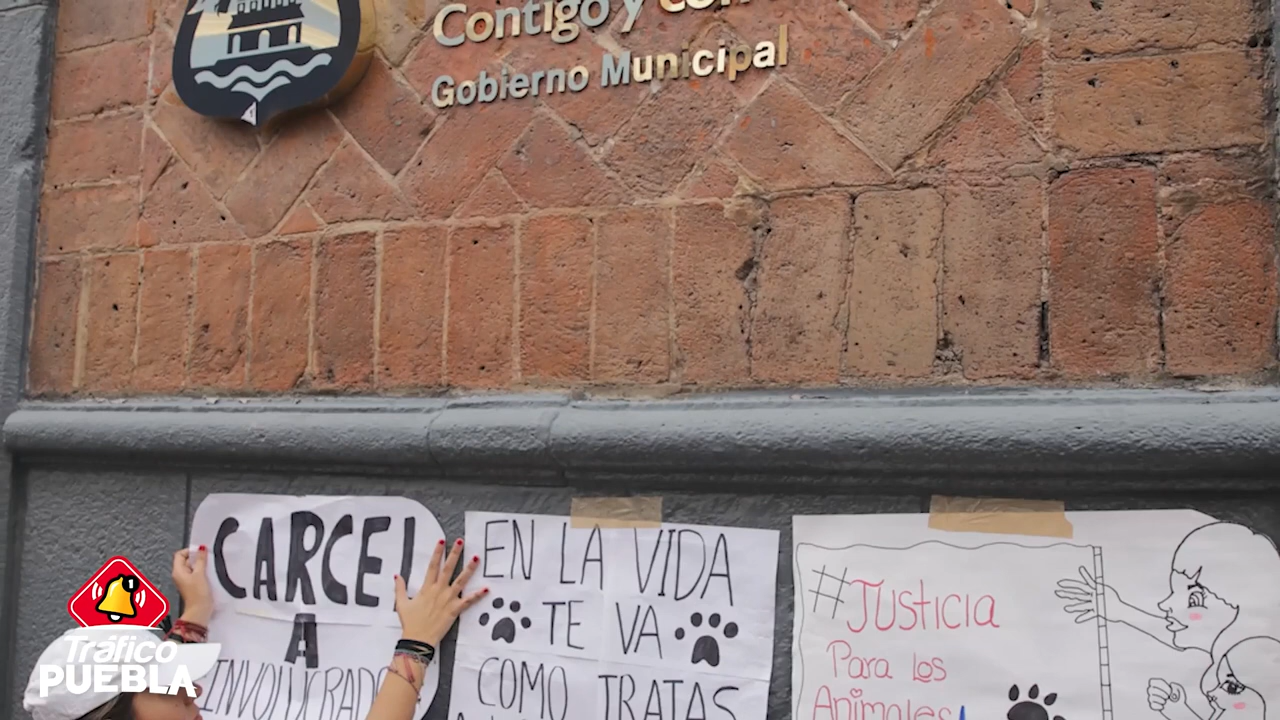 Contigo y con
Gobierno Municipal
CARCEL
A
INVOLUCRADO
EN LA VIDA
TE VA
COMO TRATAS
#Justicia
Para los
Animales!
Tráfico
PUEBLA